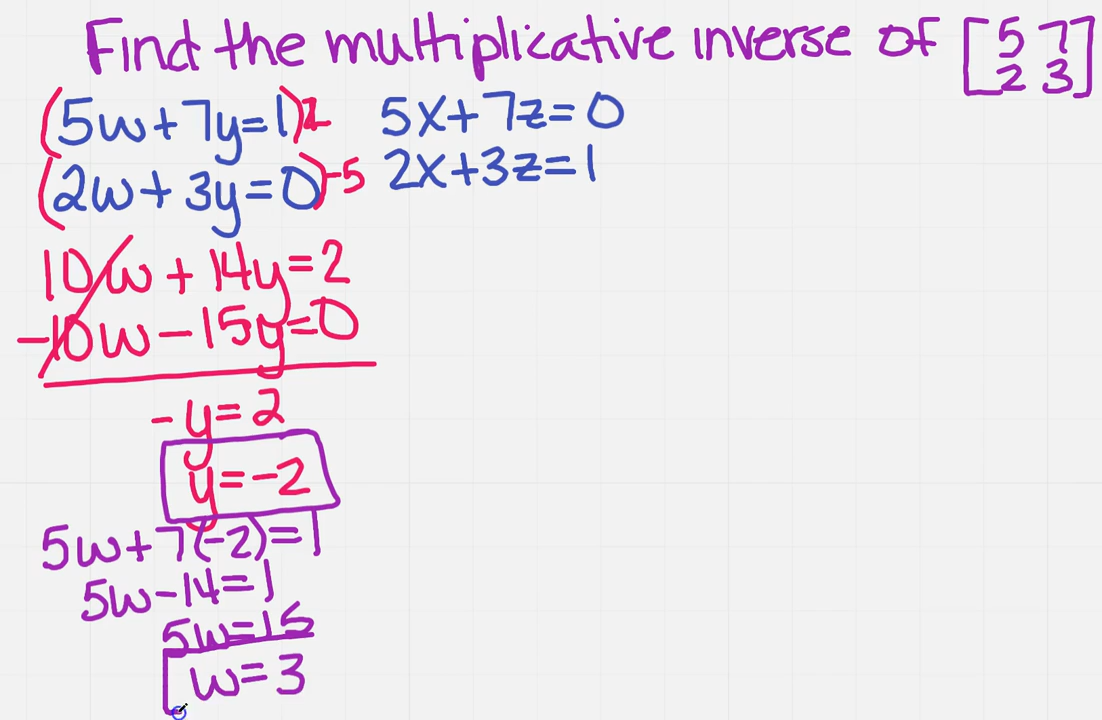 Find the multiplicative inverse of [5 7
2 3]
(5w+7y=1)2
(2w+3y=0)-5
10w+14y=2
-10w-15y=0
-y=2
y=-2
5w+7(-2)=1
5w-14=1
5w=15
w=3
5x+7z=0
2x+3z=1